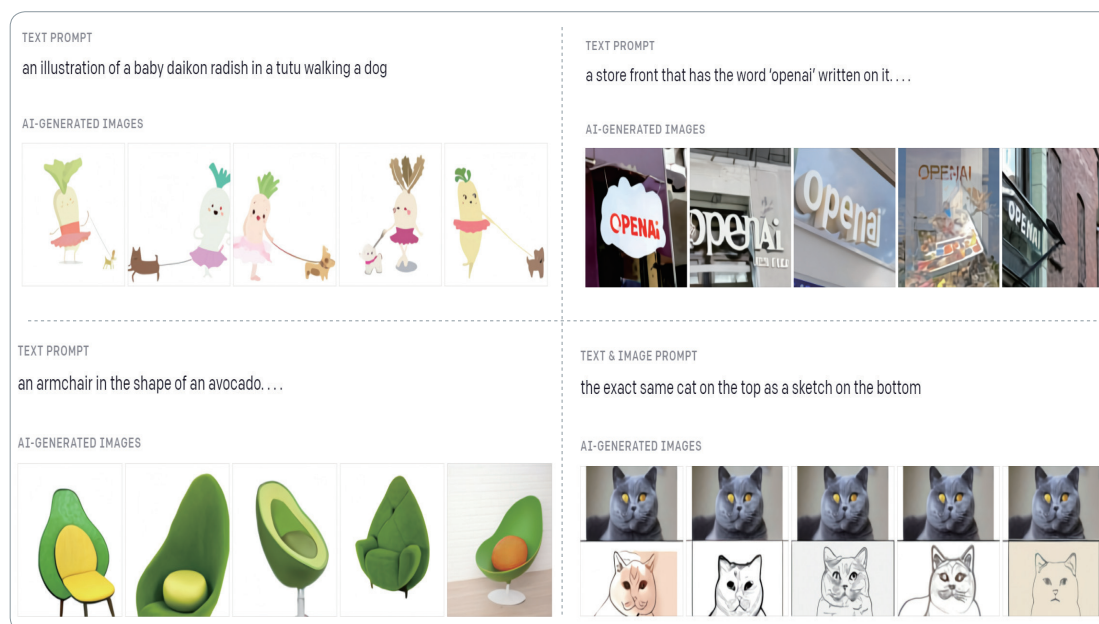 TEXT PROMPT
an illustration of a baby daikon radish in a tutu walking a dog
AI-GENERATED IMAGES
TEXT PROMPT
a store front that has the word ‘openai’ written on it. . . .
AI-GENERATED IMAGES
OPENAi
openAi
openai
OPENAI
OPENAI
TEXT PROMPT
an armchair in the shape of an avocado. . . .
AI-GENERATED IMAGES
TEXT & IMAGE PROMPT
the exact same cat on the top as a sketch on the bottom
AI-GENERATED IMAGES